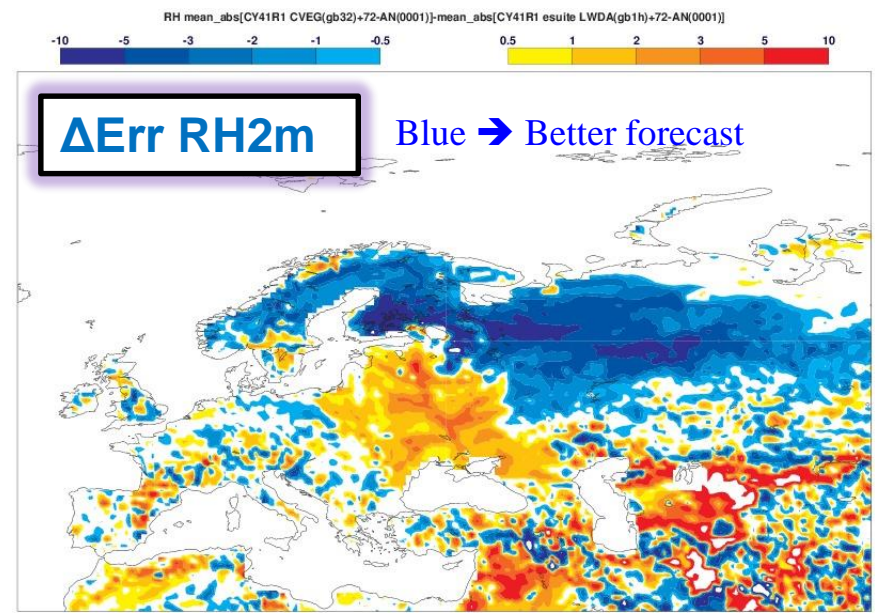 RH mean_abs[CY41R1 CVEG(gb32)+72-AN(0001)]-mean_abs[CY41R1 esuite LWDA(gb1h)+72-AN(0001)]
-10 -5 -3 -2 -1 -0.5 0.5 1 2 3 5 10
ΔErr RH2m
Blue ➔ Better forecast